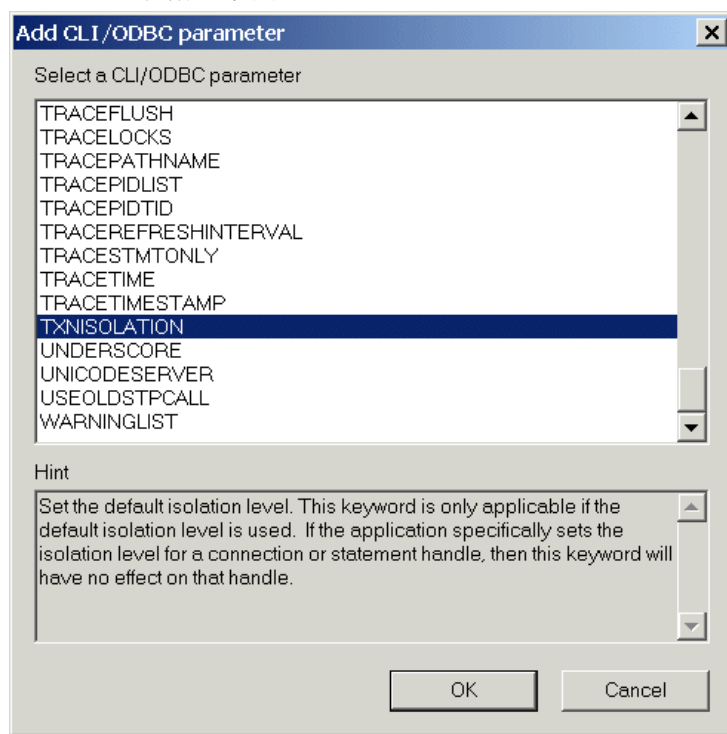 Add CLI/ODBC parameter
Select a CLI/ODBC parameter
TRACEFLUSH
TRACELOCKS
TRACEPATHNAME
TRACEPIDLIST
TRACEPIDTID
TRACEREFRESHINTERVAL
TRACESTMTONLY
TRACETIME
TRACETIMESTAMP
TXNISOLATION
UNDERSCORE
UNICODESERVER
USEOLDSTPCALL
WARNINGLIST
Hint
Set the default isolation level. This keyword is only applicable if the
default isolation level is used.  If the application specifically sets the
isolation level for a connection or statement handle, then this keyword will
have no effect on that handle.
OK
Cancel